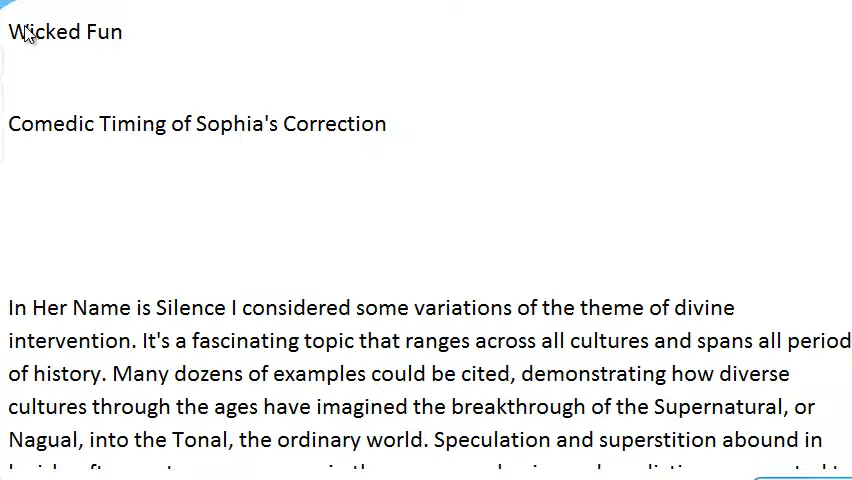 Wicked Fun
Comedic Timing of Sophia's Correction
In Her Name is Silence I considered some variations of the theme of divine
intervention. It's a fascinating topic that ranges across all cultures and spans all period
of history. Many dozens of examples could be cited, demonstrating how diverse
cultures through the ages have imagined the breakthrough of the Supernatural, or
Nagual, into the Tonal, the ordinary world. Speculation and superstition abound in